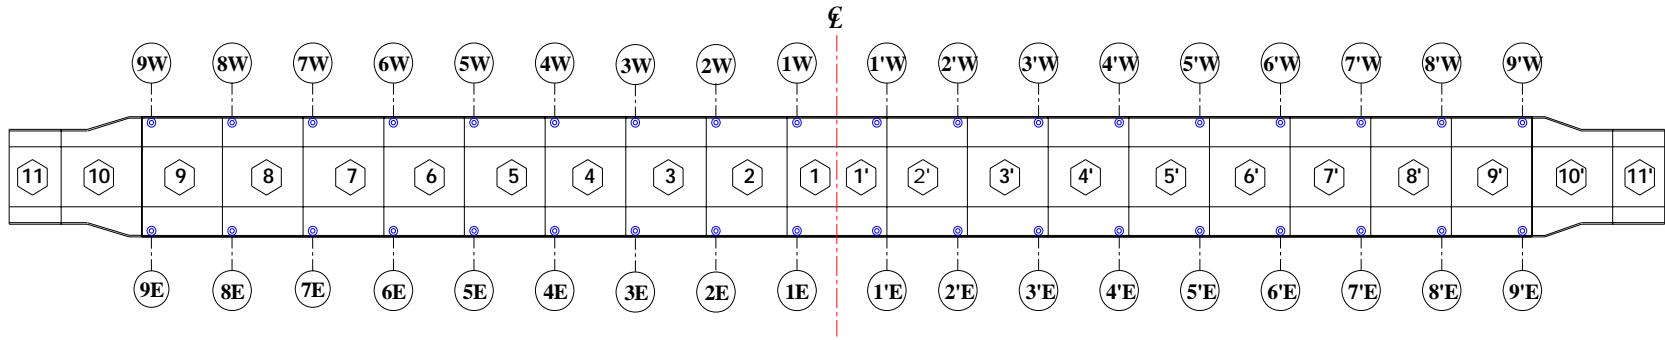 ℄
9W 8W 7W 6W 5W 4W 3W 2W 1W 1'W 2'W 3'W 4'W 5'W 6'W 7'W 8'W 9'W
11 10 9 8 7 6 5 4 3 2 1 1' 2' 3' 4' 5' 6' 7' 8' 9' 10' 11'
9E 8E 7E 6E 5E 4E 3E 2E 1E 1'E 2'E 3'E 4'E 5'E 6'E 7'E 8'E 9'E